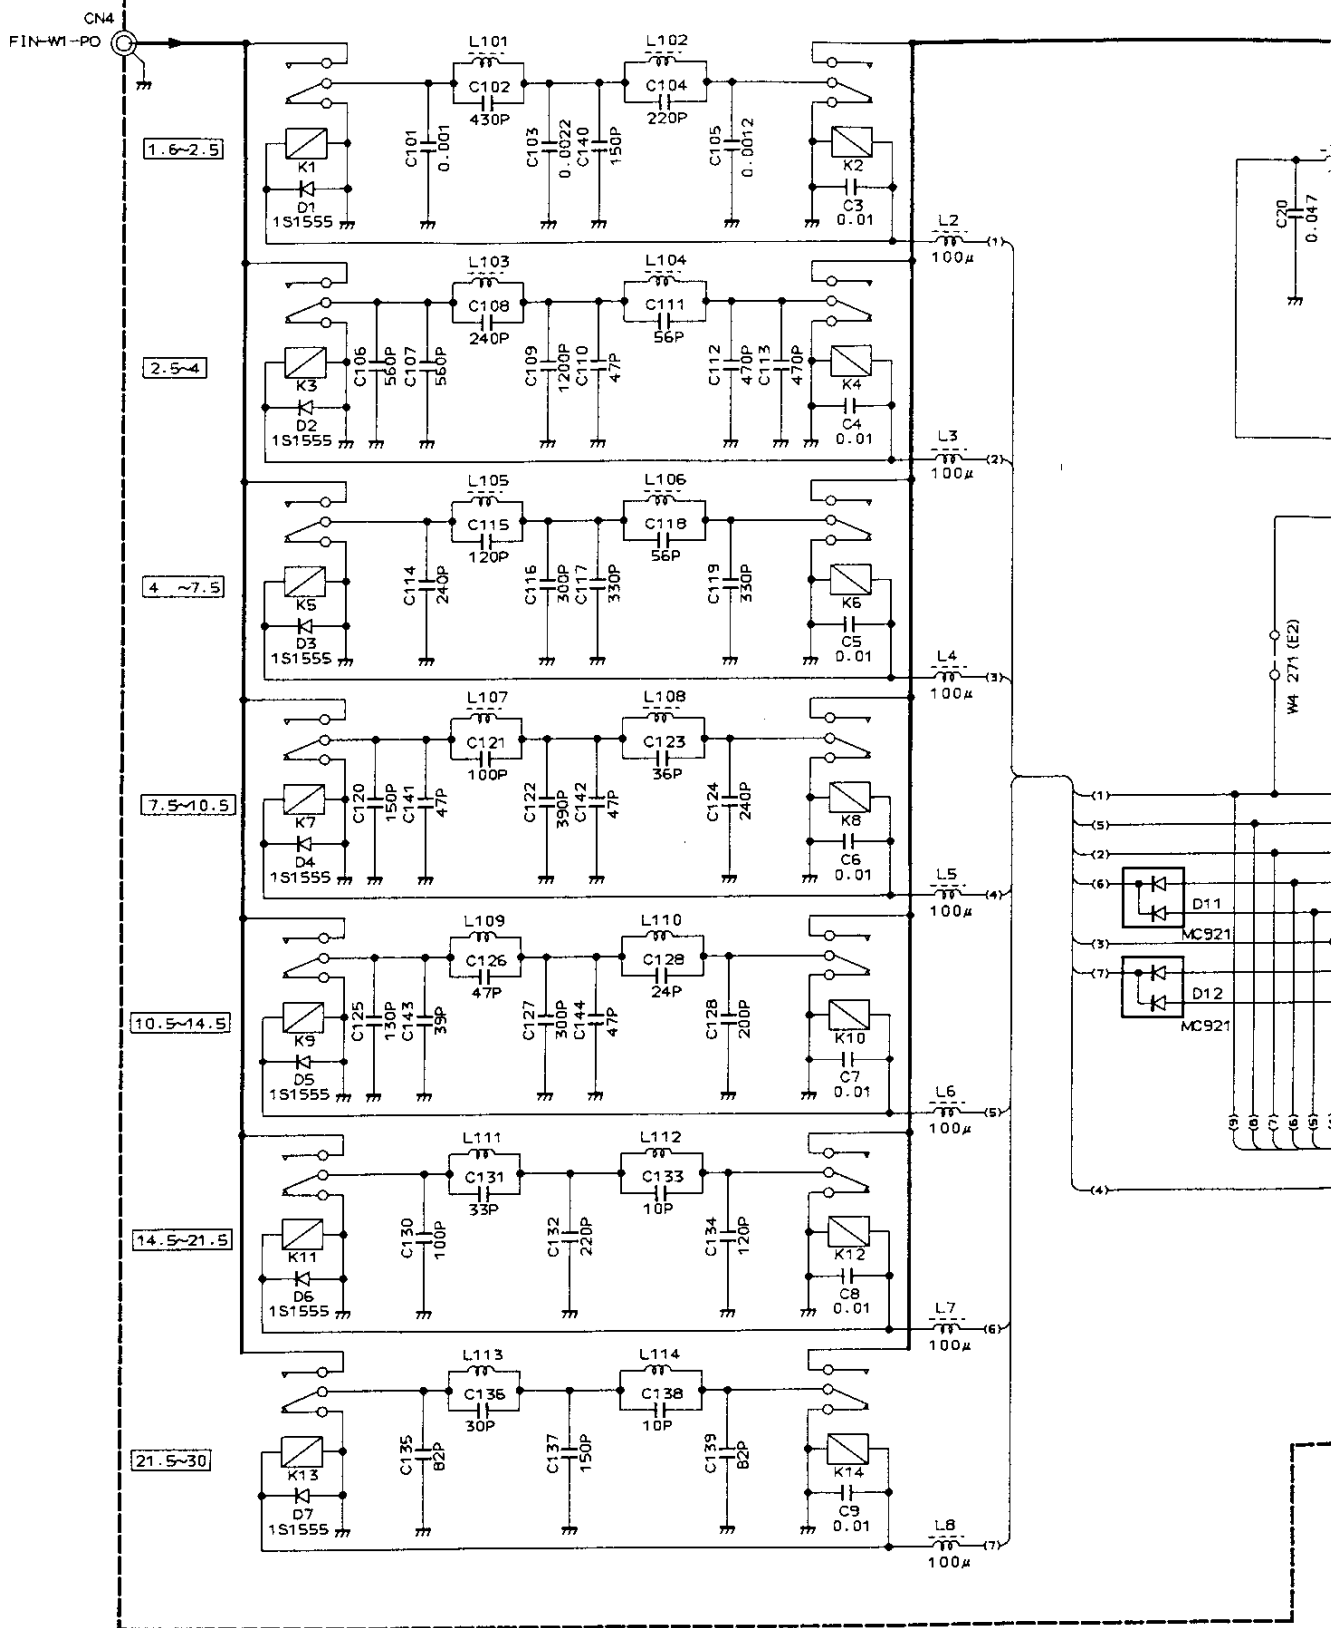 CN4
FIN-W1-PO
1.6~2.5
K1
D1
1S1555
C101
0.001
L101
C102
430P
C103
0.0022
C140
150P
L102
C104
220P
C105
0.0012
K2
C3
0.01
L2
100μ
(1)
C20
0.047
2.5~4
K3
D2
1S1555
C106
560P
C107
560P
L103
C108
240P
C109
1200P
C110
47P
L104
C111
56P
C112
470P
C113
470P
K4
C4
0.01
L3
100μ
(2)
4 ~7.5
K5
D3
1S1555
C114
240P
L105
C115
120P
C116
300P
C117
330P
L106
C118
56P
C119
330P
K6
C5
0.01
L4
100μ
(3)
W4 271 (E2)
7.5~10.5
K7
D4
1S1555
C120
150P
C141
47P
L107
C121
100P
C122
390P
C142
47P
L108
C123
36P
C124
240P
K8
C6
0.01
L5
100μ
(4)
(1)
(5)
(2)
(6)
D11
MC921
(3)
(7)
D12
MC921
10.5~14.5
K9
D5
1S1555
C125
130P
C143
39P
L109
C126
47P
C127
300P
C144
47P
L110
C128
24P
C128
200P
K10
C7
0.01
L6
100μ
(5)
(9)
(8)
(7)
(6)
(5)
(4)
14.5~21.5
K11
D6
1S1555
C130
100P
L111
C131
33P
C132
220P
L112
C133
10P
C134
120P
K12
C8
0.01
L7
100μ
(6)
21.5~30
K13
D7
1S1555
C135
82P
L113
C136
30P
C137
150P
L114
C138
10P
C139
82P
K14
C9
0.01
L8
100μ
(7)